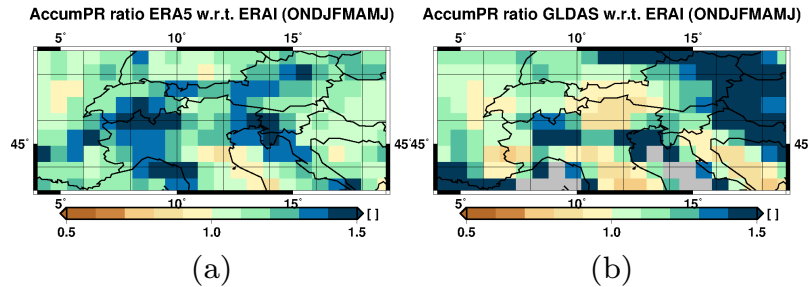 AccumPR ratio ERA5 w.r.t. ERAI (ONDJFMAMJ) AccumPR ratio GLDAS w.r.t. ERAI (ONDJFMAMJ)
5˚ 10˚ 15˚ 5˚ 10˚ 15˚
45˚ 45˚ 45˚ 45˚
5˚ 10˚ 15˚ 5˚ 10˚ 15˚
[ ] [ ]
0.5 1.0 1.5 0.5 1.0 1.5
(a) (b)